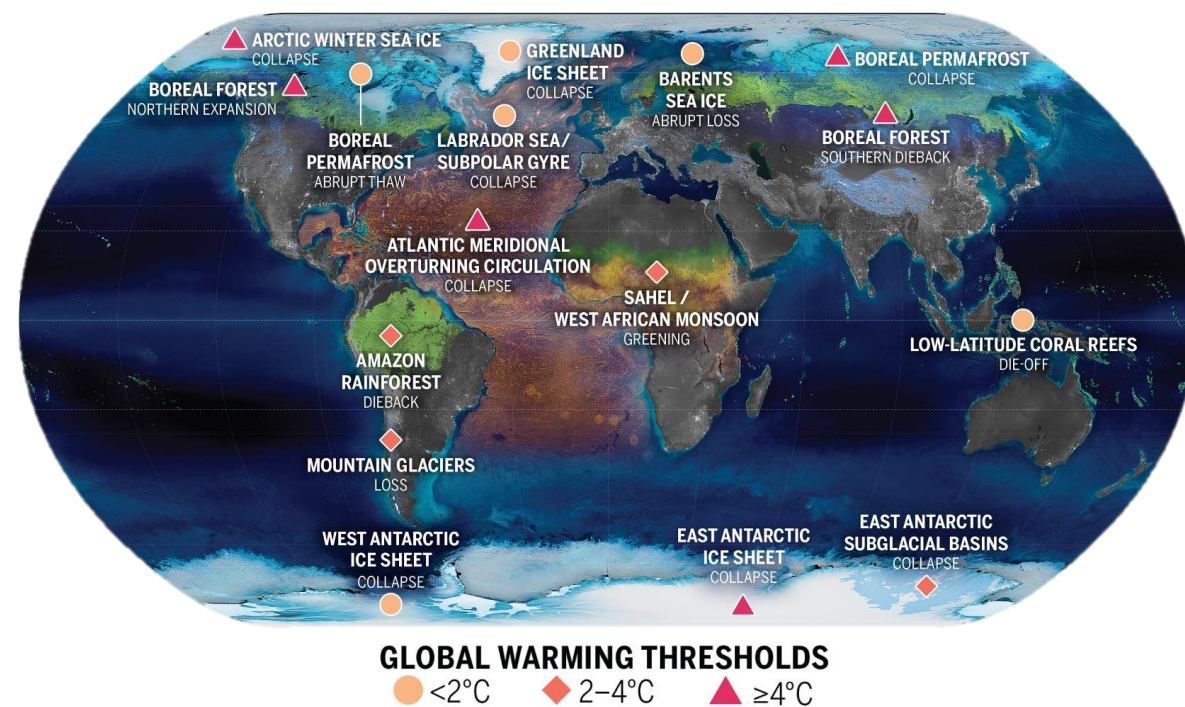 ARCTIC WINTER SEA ICE
COLLAPSE
GREENLAND
ICE SHEET
COLLAPSE
BARENTS
SEA ICE
ABRUPT LOSS
BOREAL PERMAFROST
COLLAPSE
BOREAL FOREST
NORTHERN EXPANSION
BOREAL
PERMAFROST
ABRUPT THAW
LABRADOR SEA/
SUBPOLAR GYRE
COLLAPSE
BOREAL FOREST
SOUTHERN DIEBACK
ATLANTIC MERIDIONAL
OVERTURNING CIRCULATION
COLLAPSE
SAHEL /
WEST AFRICAN MONSOON
GREENING
LOW-LATITUDE CORAL REEFS
DIE-OFF
AMAZON
RAINFOREST
DIEBACK
MOUNTAIN GLACIERS
LOSS
WEST ANTARCTIC
ICE SHEET
COLLAPSE
EAST ANTARCTIC
ICE SHEET
COLLAPSE
EAST ANTARCTIC
SUBGLACIAL BASINS
COLLAPSE
GLOBAL WARMING THRESHOLDS
<2°C 2–4°C ≥4°C